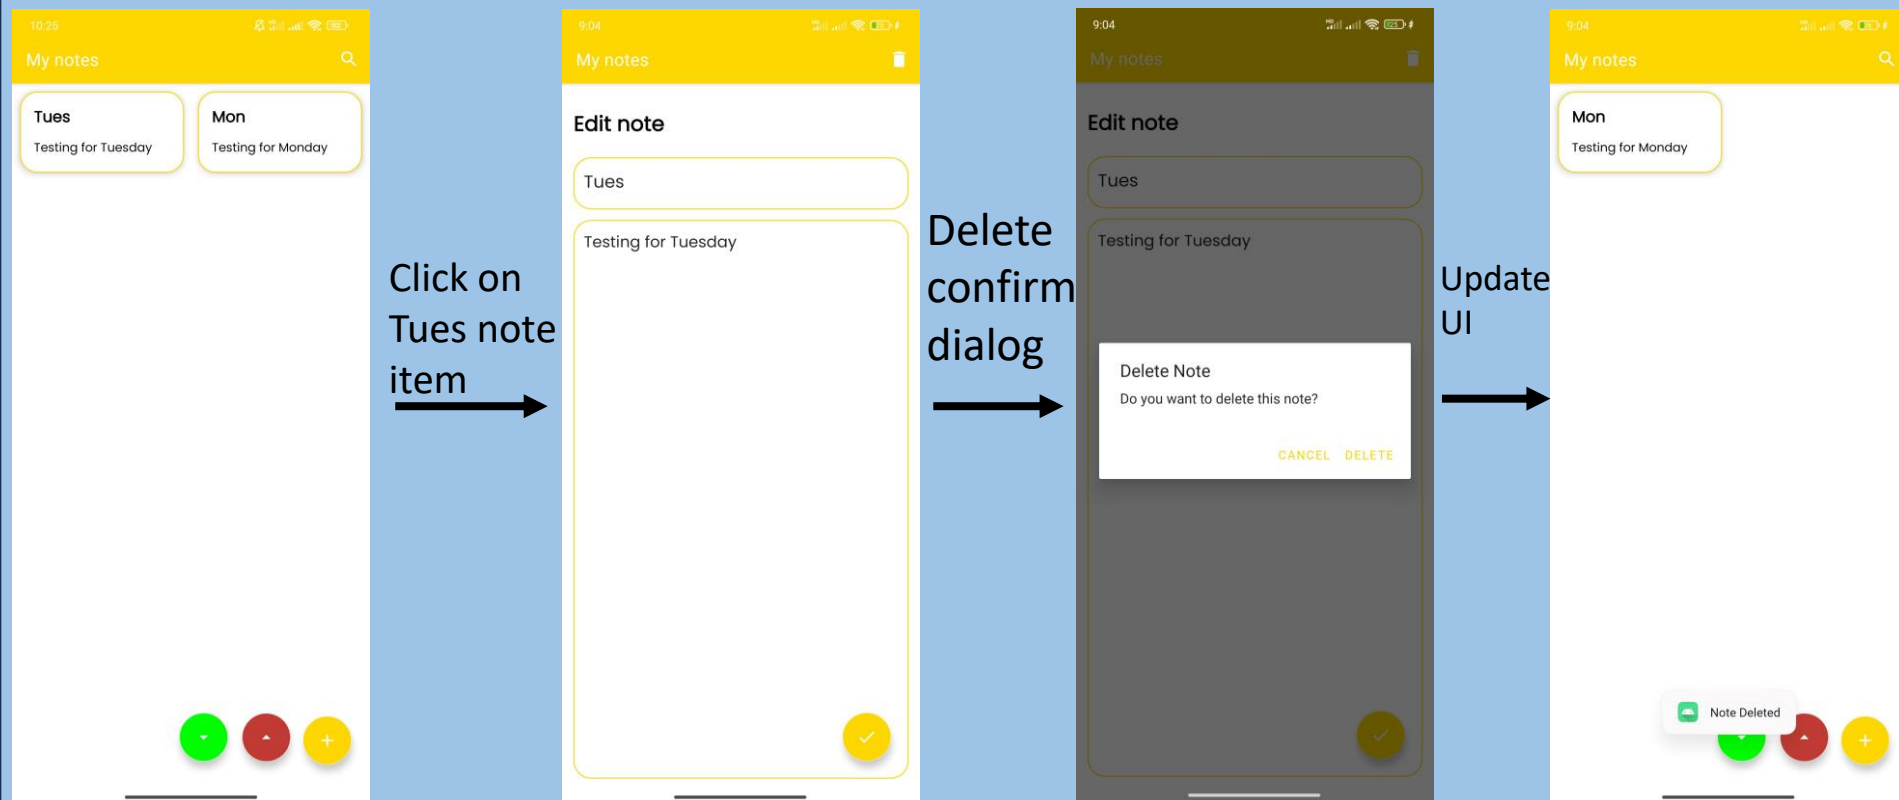 10:25
My notes
Tues
Testing for Tuesday
Mon
Testing for Monday
Click on
Tues note
item
9:04
My notes
Edit note
Tues
Testing for Tuesday
Delete
confirm
dialog
9:04
My notes
Edit note
Tues
Testing for Tuesday
Delete Note
Do you want to delete this note?
CANCEL DELETE
Update
UI
9:04
My notes
Mon
Testing for Monday
Note Deleted